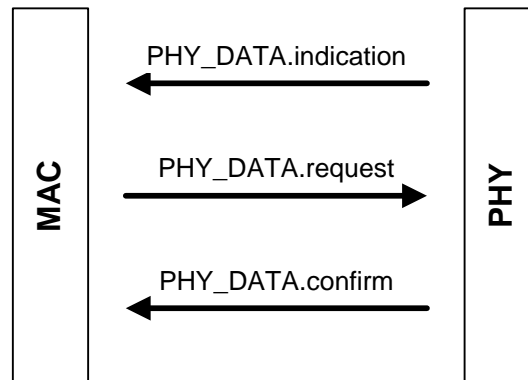 PHY_DATA.indication
PHY_DATA.request
PHY_DATA.confirm
MAC
PHY